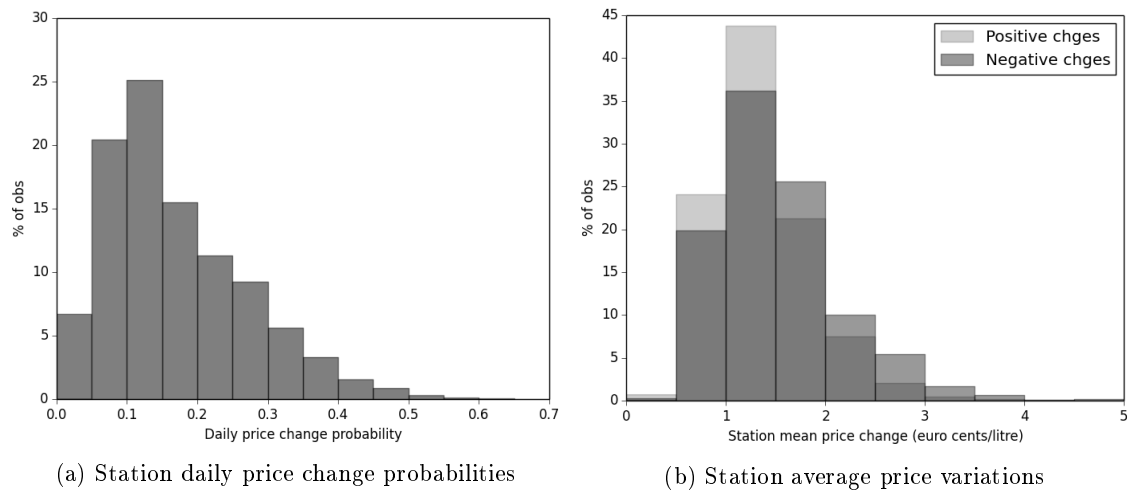 30
25
20
15
10
5
0
% of obs
0.0 0.1 0.2 0.3 0.4 0.5 0.6 0.7
Daily price change probability
(a) Station daily price change probabilities
45
40
35
30
25
20
15
10
5
0
% of obs
Positive chges
Negative chges
0 1 2 3 4 5
Station mean price change (euro cents/litre)
(b) Station average price variations